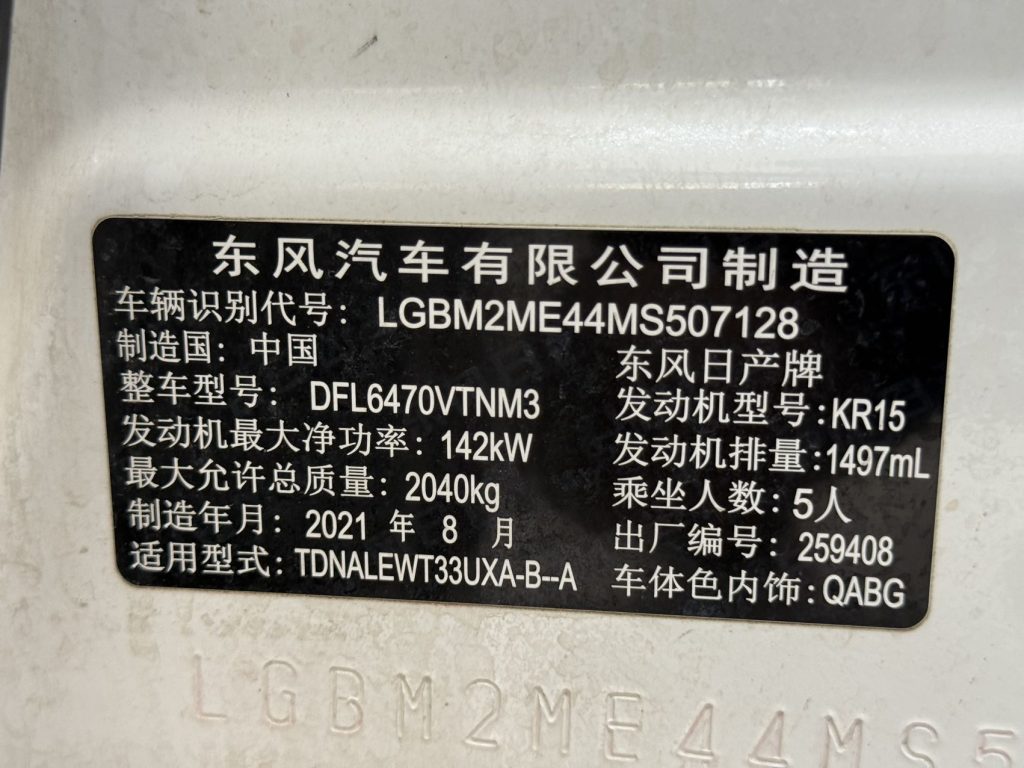 东风汽车有限公司制造
车辆识别代号: LGBM2ME44MS507128
制造国: 中国 东风日产牌
整车型号: DFL6470VTNM3 发动机型号:KR15
发动机最大净功率: 142kW 发动机排量:1497mL
最大允许总质量: 2040kg 乘坐人数: 5人
制造年月: 2021 年 8 月 出厂编号: 259408
适用型式: TDNALEWT33UXA-B--A 车体色内饰:QABG
LGBM2ME44MS5